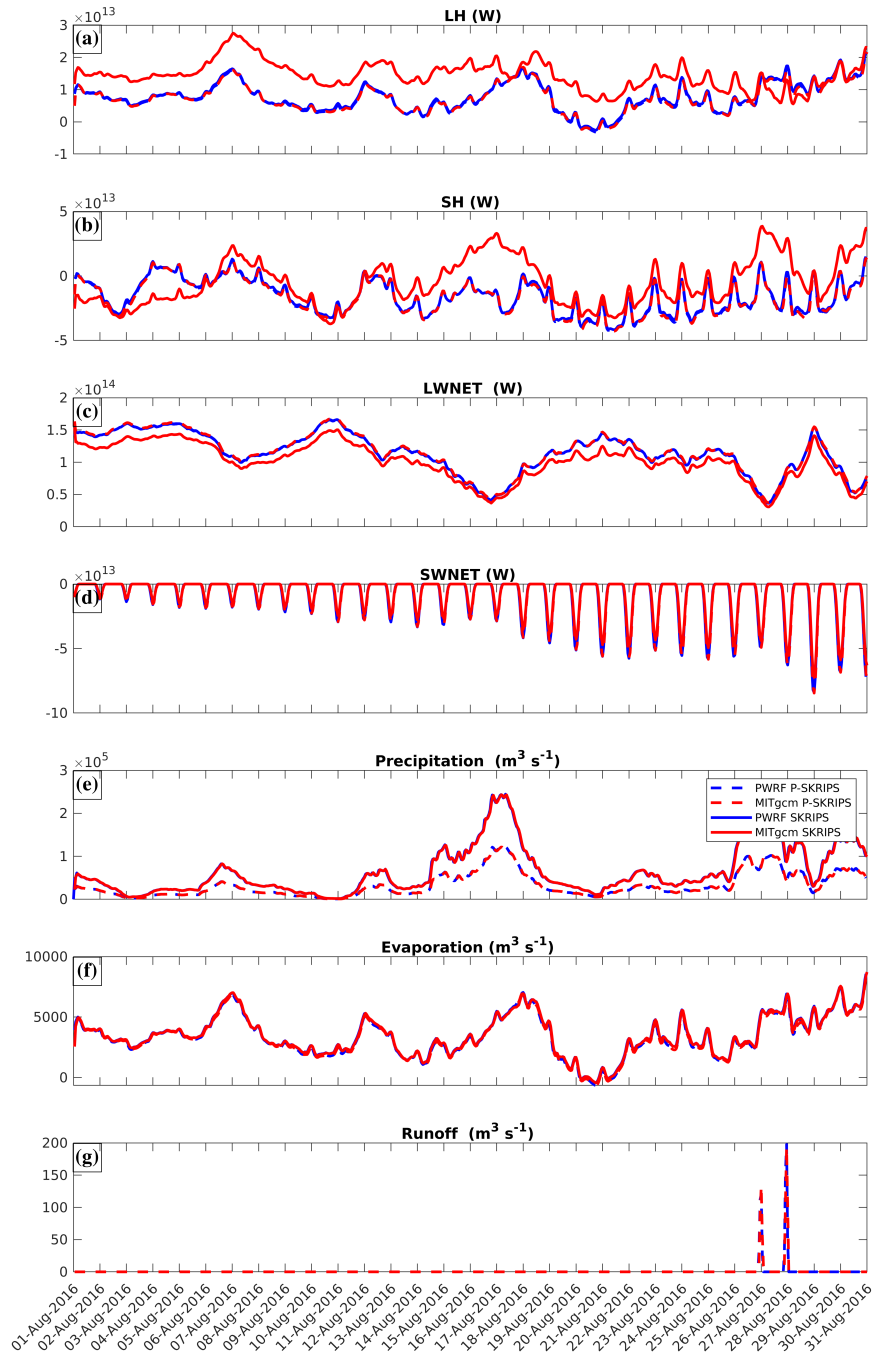 LH (W)
×10^13
(a)
3
2
1
0
-1
SH (W)
×10^13
(b)
5
0
-5
LWNET (W)
×10^14
(c)
2
1.5
1
0.5
0
SWNET (W)
×10^13
(d)
0
-5
-10
Precipitation (m^3 s^-1)
×10^5
(e)
3
2
1
0
PWRF P-SKRIPS
MITgcm P-SKRIPS
PWRF SKRIPS
MITgcm SKRIPS
Evaporation (m^3 s^-1)
(f)
10000
5000
0
Runoff (m^3 s^-1)
(g)
200
150
100
50
0
01-Aug-2016
02-Aug-2016
03-Aug-2016
04-Aug-2016
05-Aug-2016
06-Aug-2016
07-Aug-2016
08-Aug-2016
09-Aug-2016
10-Aug-2016
11-Aug-2016
12-Aug-2016
13-Aug-2016
14-Aug-2016
15-Aug-2016
16-Aug-2016
17-Aug-2016
18-Aug-2016
19-Aug-2016
20-Aug-2016
21-Aug-2016
22-Aug-2016
23-Aug-2016
24-Aug-2016
25-Aug-2016
26-Aug-2016
27-Aug-2016
28-Aug-2016
29-Aug-2016
30-Aug-2016
31-Aug-2016